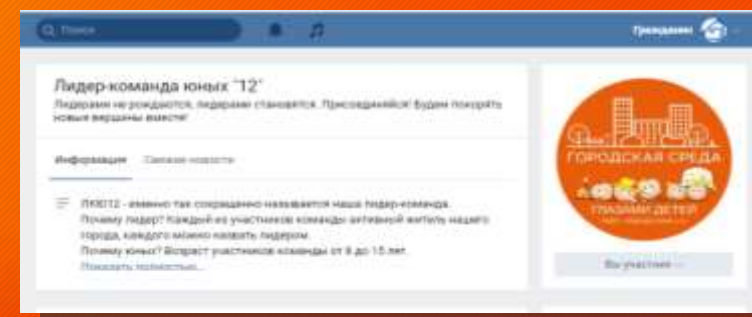 Поиск
Гражданин
Лидер-команда юных "12"
Лидерами не рождаются, лидерами становятся. Присоединяйся! Будем покорять
новые вершины вместе!
Информация Свежие новости
ЛКЮ12 - именно так сокращенно называется наша лидер-команда.
Почему лидер? Каждый из участников команды активный житель нашего
города, каждого можно назвать лидером.
Почему юных? Возраст участников команды от 9 до 15 лет.
Показать полностью...
ГОРОДСКАЯ СРЕДА
ГЛАЗАМИ ДЕТЕЙ
Вы участник